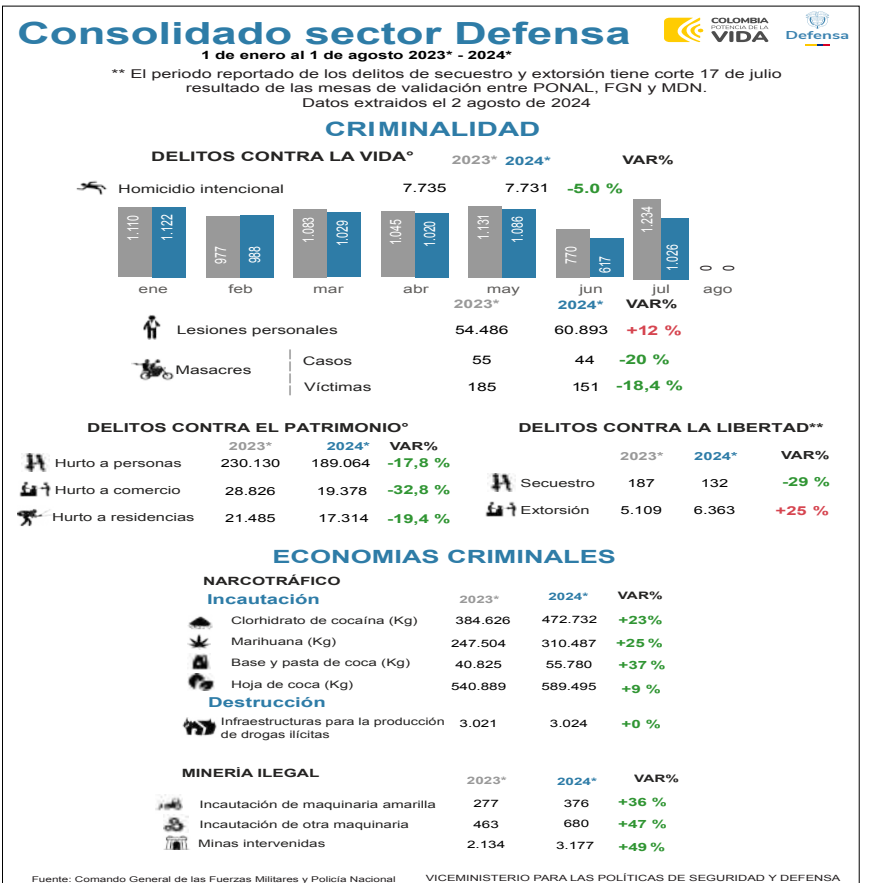 Consolidado sector Defensa
COLOMBIA
POTENCIA DE LA
VIDA
Defensa
1 de enero al 1 de agosto 2023* - 2024*
** El periodo reportado de los delitos de secuestro y extorsión tiene corte 17 de julio
resultado de las mesas de validación entre PONAL, FGN y MDN.
Datos extraidos el 2 agosto de 2024
CRIMINALIDAD
DELITOS CONTRA LA VIDA° 2023* 2024* VAR%
Homicidio intencional 7.735 7.731 -5.0 %
1.110 1.122 977 988 1.083 1.029 1.045 1.020 1.131 1.086 770 617 1.234 1.026 0 0
ene feb mar abr may jun jul ago
2023* 2024* VAR%
Lesiones personales 54.486 60.893 +12 %
Masacres
Casos 55 44 -20 %
Víctimas 185 151 -18,4 %
DELITOS CONTRA EL PATRIMONIO°
2023* 2024* VAR%
Hurto a personas 230.130 189.064 -17,8 %
Hurto a comercio 28.826 19.378 -32,8 %
Hurto a residencias 21.485 17.314 -19,4 %
DELITOS CONTRA LA LIBERTAD**
2023* 2024* VAR%
Secuestro 187 132 -29 %
Extorsión 5.109 6.363 +25 %
ECONOMIAS CRIMINALES
NARCOTRÁFICO
Incautación 2023* 2024* VAR%
Clorhidrato de cocaína (Kg) 384.626 472.732 +23%
Marihuana (Kg) 247.504 310.487 +25 %
Base y pasta de coca (Kg) 40.825 55.780 +37 %
Hoja de coca (Kg) 540.889 589.495 +9 %
Destrucción
Infraestructuras para la producción
de drogas ilícitas 3.021 3.024 +0 %
MINERÍA ILEGAL 2023* 2024* VAR%
Incautación de maquinaria amarilla 277 376 +36 %
Incautación de otra maquinaria 463 680 +47 %
Minas intervenidas 2.134 3.177 +49 %
Fuente: Comando General de las Fuerzas Militares y Policía Nacional
VICEMINISTERIO PARA LAS POLÍTICAS DE SEGURIDAD Y DEFENSA